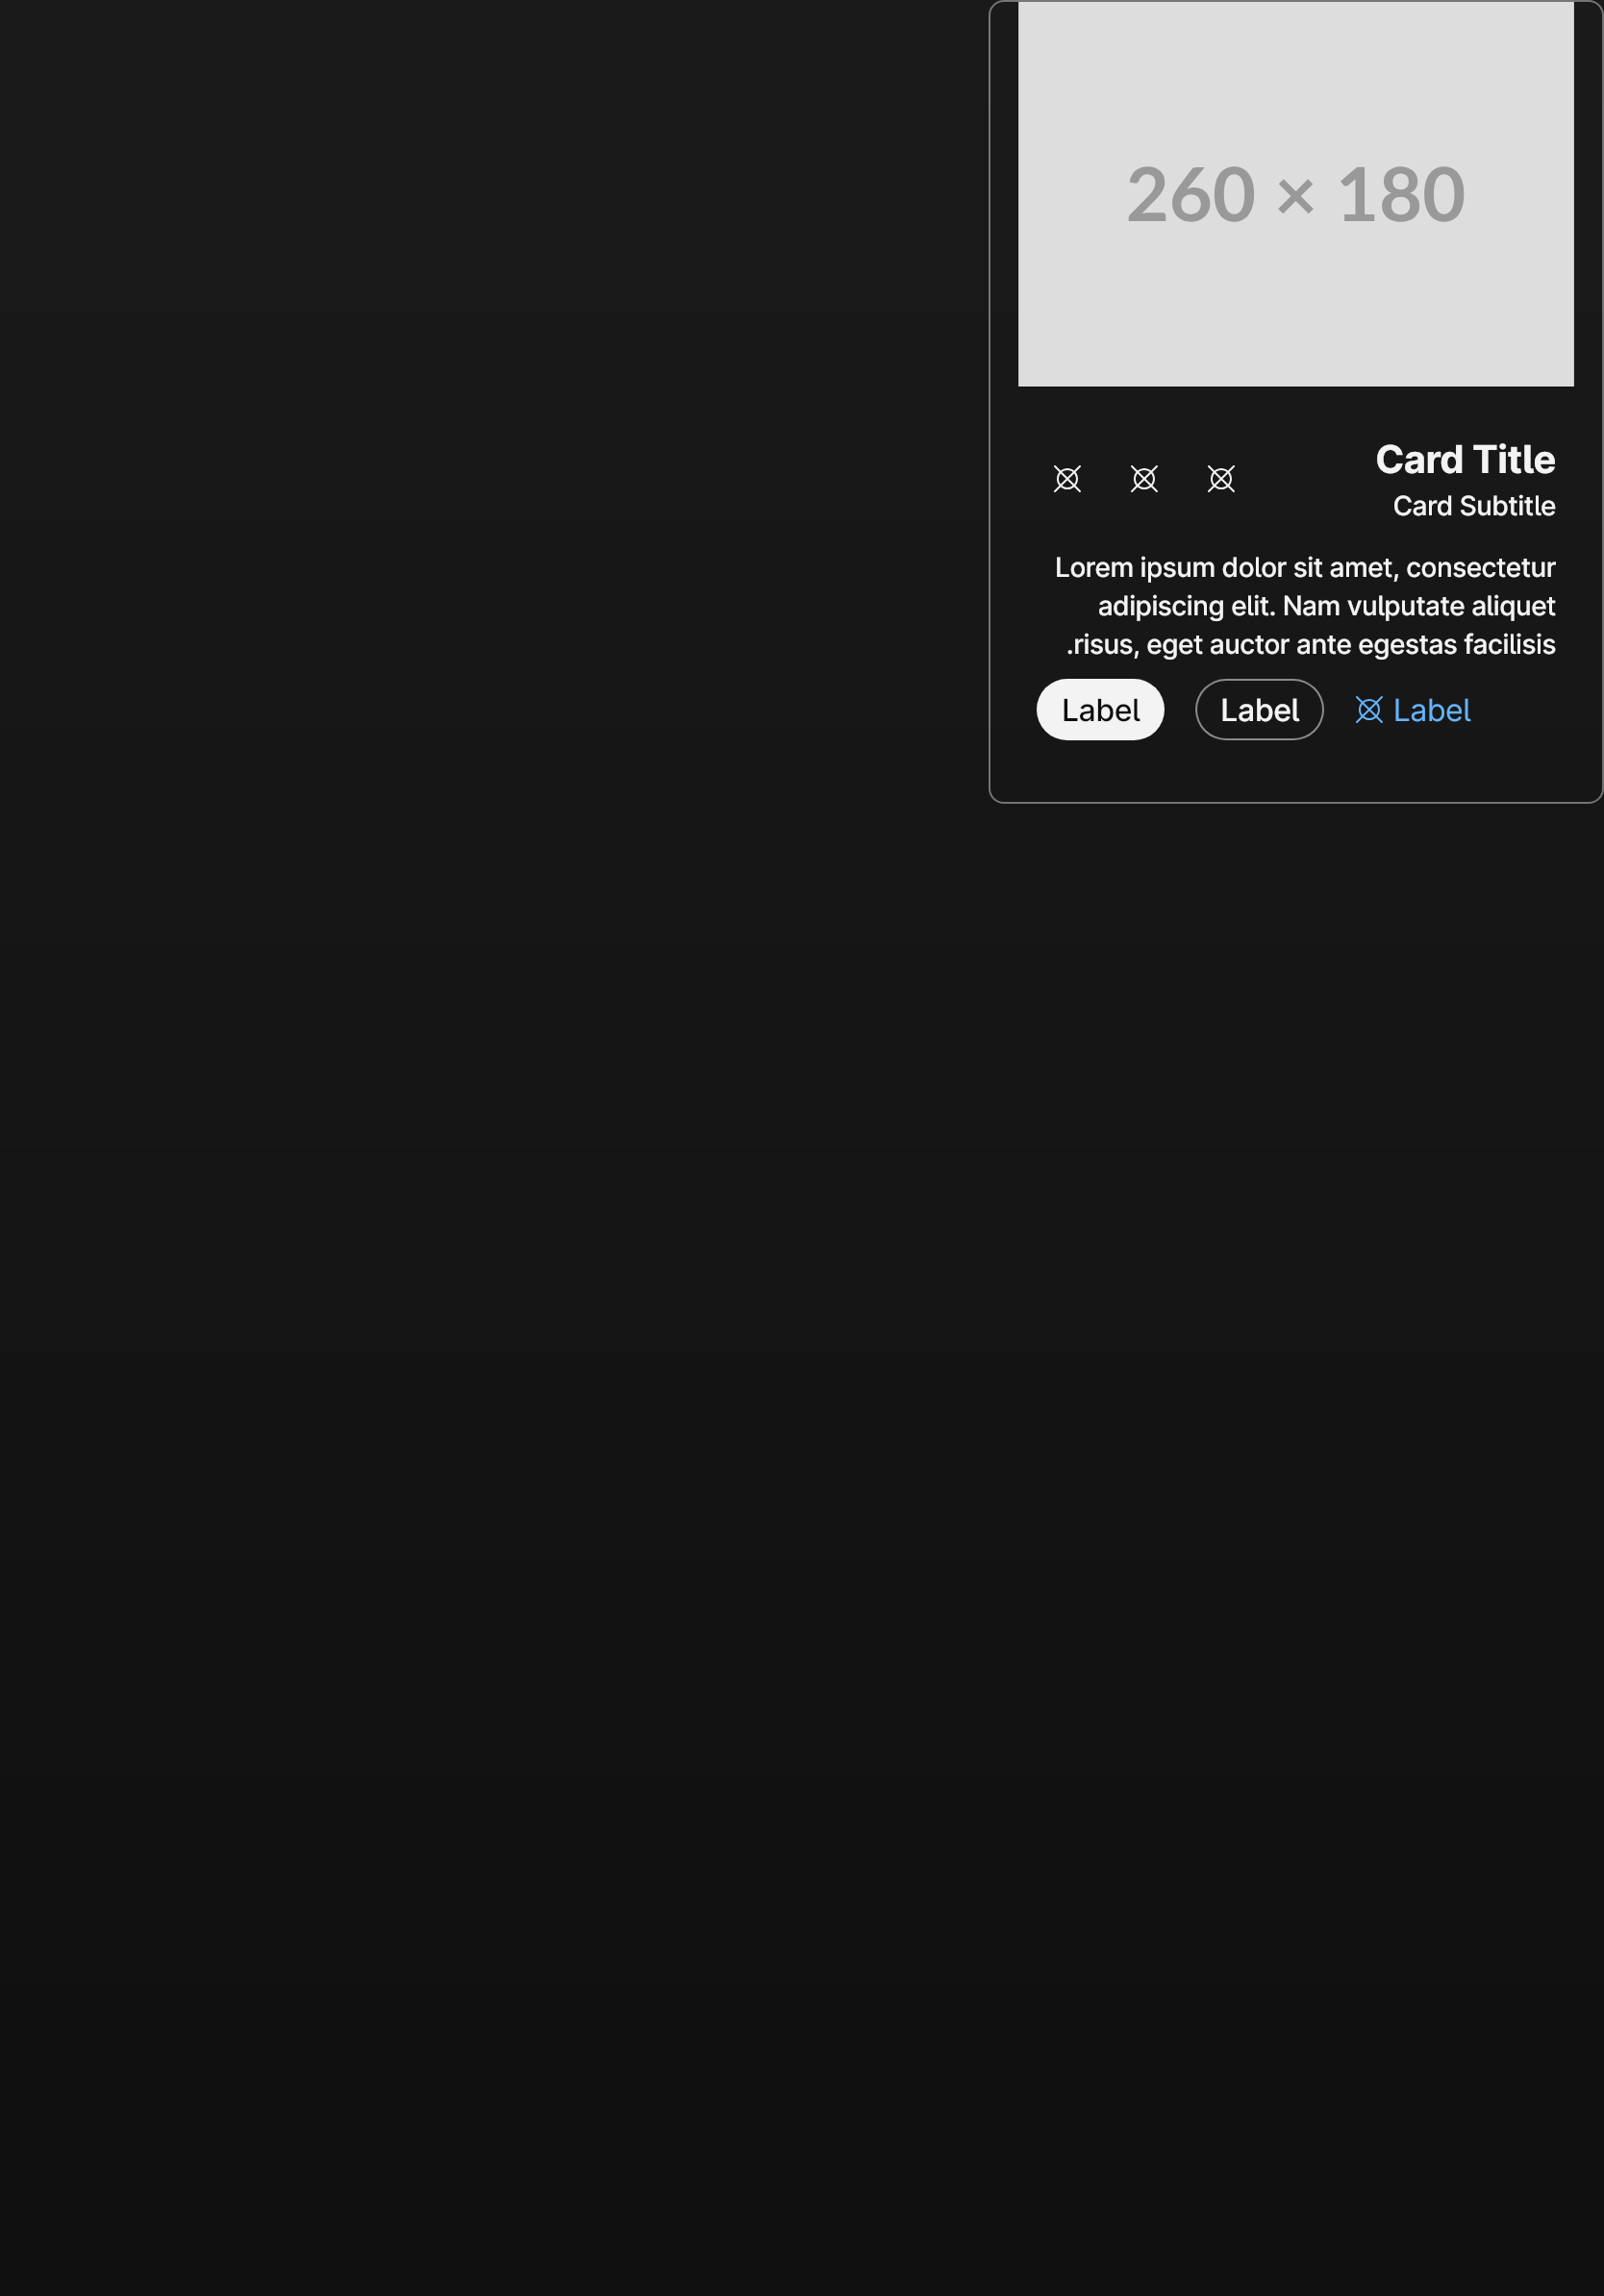 260 × 180
Card Title
Card Subtitle
Lorem ipsum dolor sit amet, consectetur
adipiscing elit. Nam vulputate aliquet
.risus, eget auctor ante egestas facilisis
Label Label Label